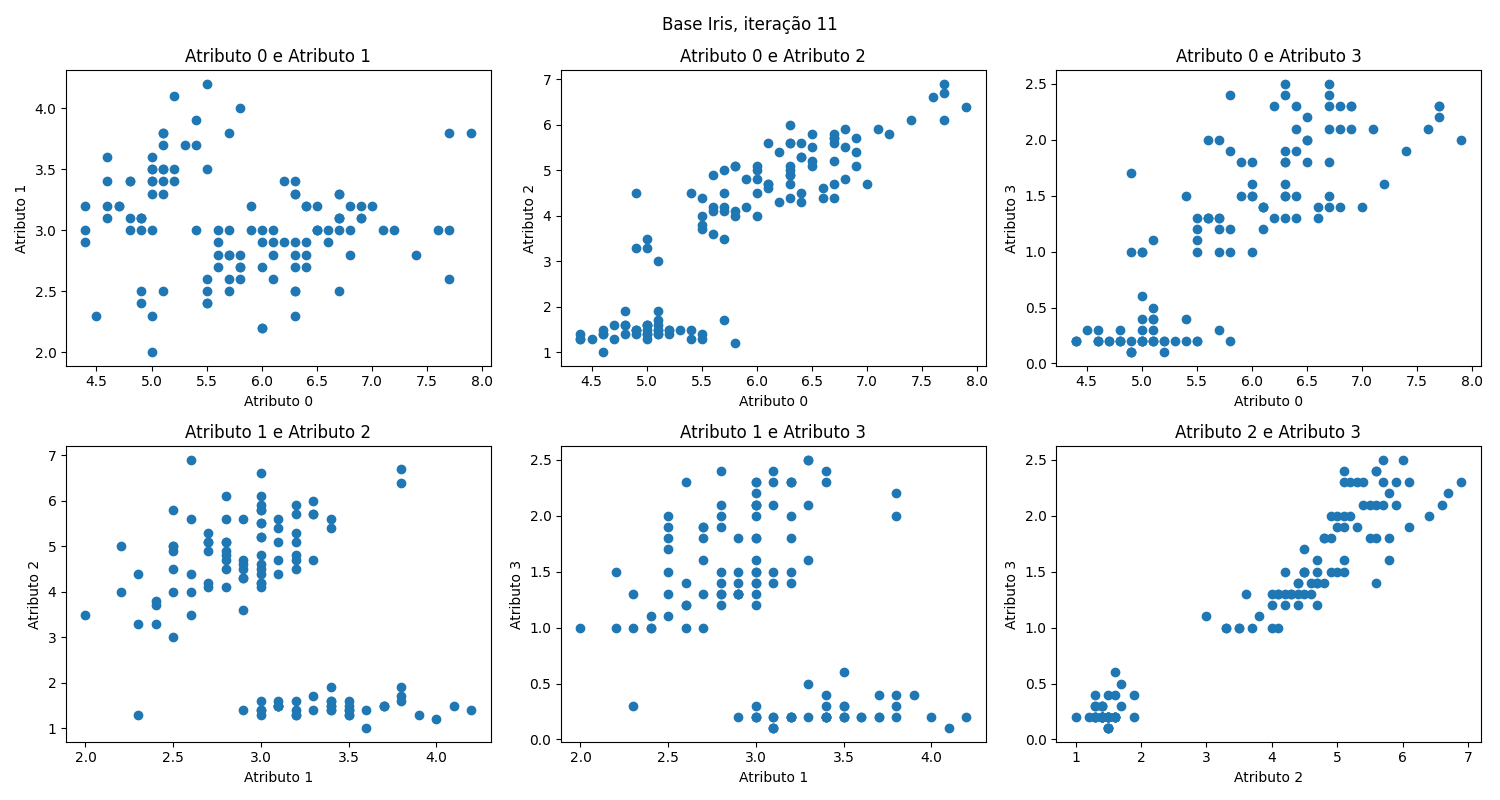 Base Iris, iteração 11
Atributo 0 e Atributo 1
Atributo 1
4.0
3.5
3.0
2.5
2.0
4.5 5.0 5.5 6.0 6.5 7.0 7.5 8.0
Atributo 0
Atributo 0 e Atributo 2
Atributo 2
7
6
5
4
3
2
1
4.5 5.0 5.5 6.0 6.5 7.0 7.5 8.0
Atributo 0
Atributo 0 e Atributo 3
Atributo 3
2.5
2.0
1.5
1.0
0.5
0.0
4.5 5.0 5.5 6.0 6.5 7.0 7.5 8.0
Atributo 0
Atributo 1 e Atributo 2
Atributo 2
7
6
5
4
3
2
1
2.0 2.5 3.0 3.5 4.0
Atributo 1
Atributo 1 e Atributo 3
Atributo 3
2.5
2.0
1.5
1.0
0.5
0.0
2.0 2.5 3.0 3.5 4.0
Atributo 1
Atributo 2 e Atributo 3
Atributo 3
2.5
2.0
1.5
1.0
0.5
0.0
1 2 3 4 5 6 7
Atributo 2